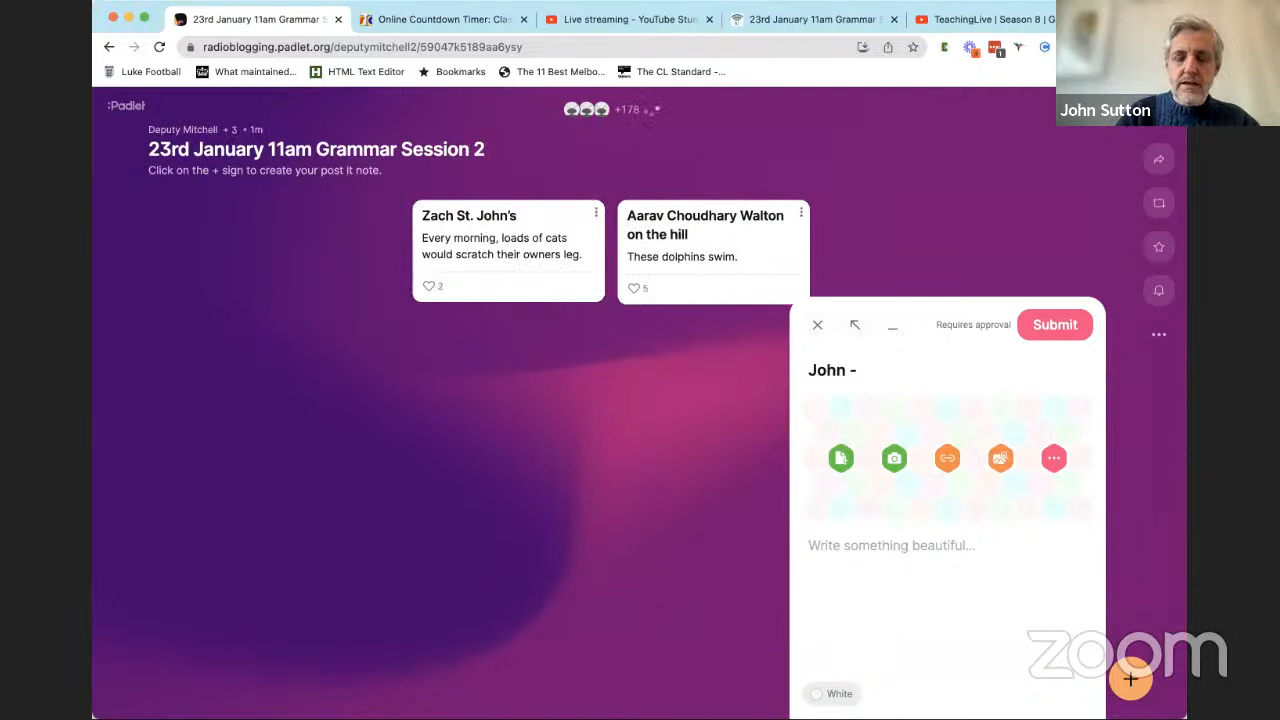 23rd January 11am Grammar S
Online Countdown Timer: Clas
Live streaming - YouTube Stu
23rd January 11am Grammar S
TeachingLive | Season 8 | G
radioblogging.padlet.org/deputymitchell2/59047k5189aa6ysy
Luke Football
What maintained...
HTML Text Editor
Bookmarks
The 11 Best Melbo...
The CL Standard -...
John Sutton
:Padlet
+178
Deputy Mitchell + 3 • 1m
23rd January 11am Grammar Session 2
Click on the + sign to create your post it note.
Zach St. John's
Every morning, loads of cats
would scratch their owners leg.
2
Aarav Choudhary Walton
on the hill
These dolphins swim.
5
Requires approval
Submit
John -
Write something beautiful...
White
zoom